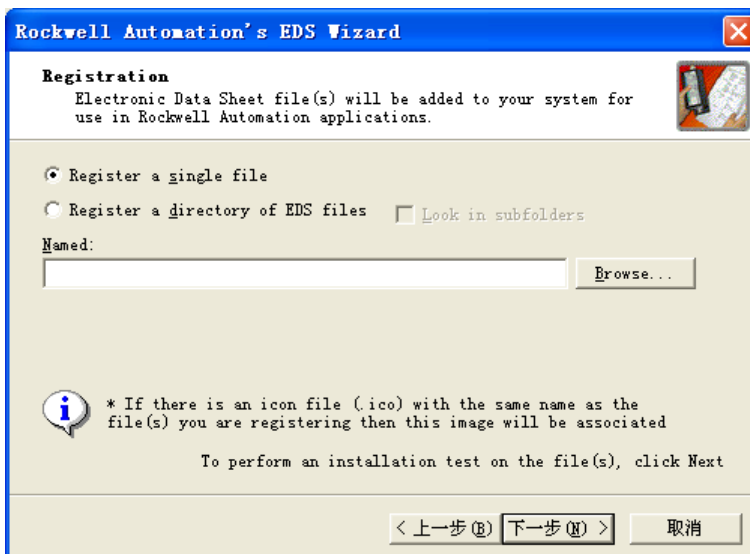 Rockwell Automation's EDS Wizard
Registration
Electronic Data Sheet file(s) will be added to your system for
use in Rockwell Automation applications.
Register a single file
Register a directory of EDS files
Look in subfolders
Named:
Browse...
* If there is an icon file (.ico) with the same name as the
file(s) you are registering then this image will be associated
To perform an installation test on the file(s), click Next
< 上一步(B)
下一步(N) >
取消